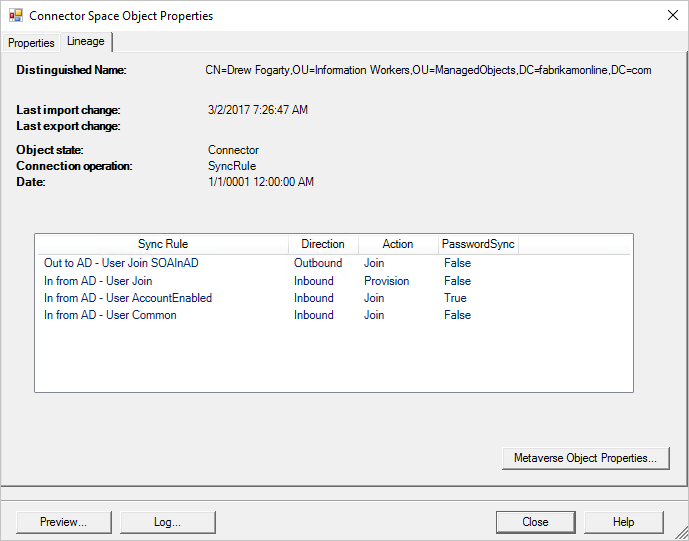 Connector Space Object Properties
Properties Lineage
Distinguished Name: CN=Drew Fogarty,OU=Information Workers,OU=ManagedObjects,DC=fabrikamonline,DC=com
Last import change: 3/2/2017 7:26:47 AM
Last export change:
Object state: Connector
Connection operation: SyncRule
Date: 1/1/0001 12:00:00 AM
Sync Rule Direction Action PasswordSync
Out to AD - User Join SOAInAD Outbound Join False
In from AD - User Join Inbound Provision False
In from AD - User AccountEnabled Inbound Join True
In from AD - User Common Inbound Join False
Metaverse Object Properties...
Preview... Log... Close Help